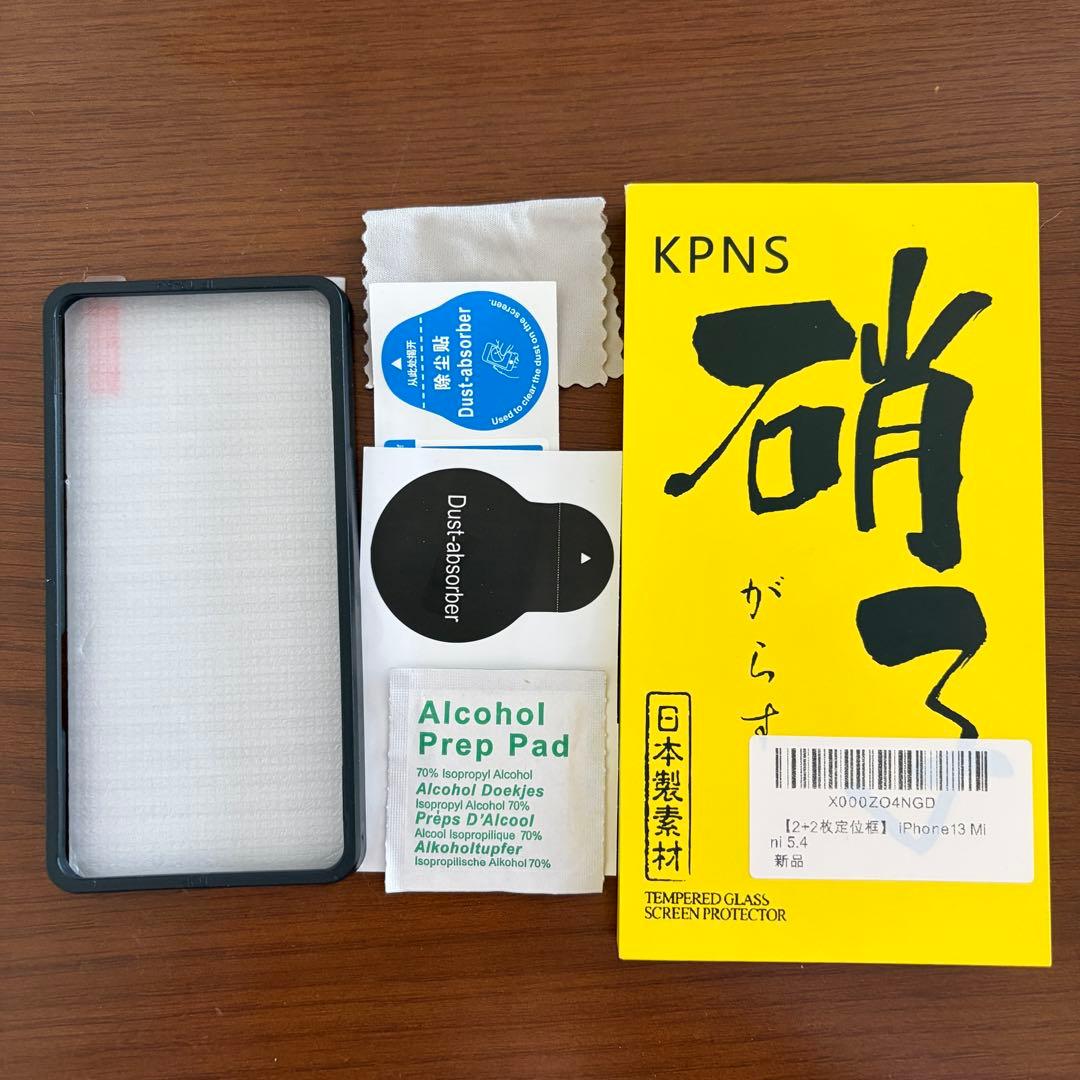 从此处揭开
除尘贴
Dust-absorber
Used to clear the dust on the screen.
Dust-absorber
Alcohol
Prep Pad
70% Isopropyl Alcohol
Alcohol Doekjes
Isopropyl Alcohol 70%
Prèps D'Alcool
Alcool Isopropilique 70%
Alkoholtupfer
Isopropilische Alkohol 70%
KPNS
硝子
がらす
日本製素材
X000ZO4NGD
【2+2枚定位框】 iPhone13 Mi
ni 5.4
新品
TEMPERED GLASS
SCREEN PROTECTOR